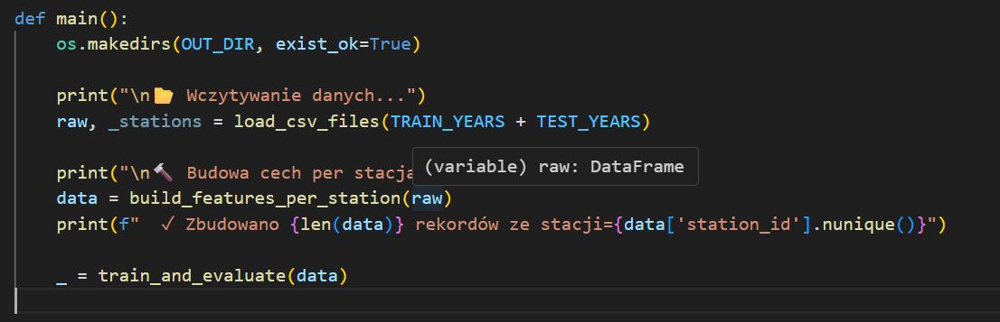 def main():
os.makedirs(OUT_DIR, exist_ok=True)
print("\n📂 Wczytywanie danych...")
raw, _stations = load_csv_files(TRAIN_YEARS + TEST_YEARS)
(variable) raw: DataFrame
print("\n🔨 Budowa cech per stacja
data = build_features_per_station(raw)
print(f"  ✓ Zbudowano {len(data)} rekordów ze stacji={data['station_id'].nunique()}")
_ = train_and_evaluate(data)